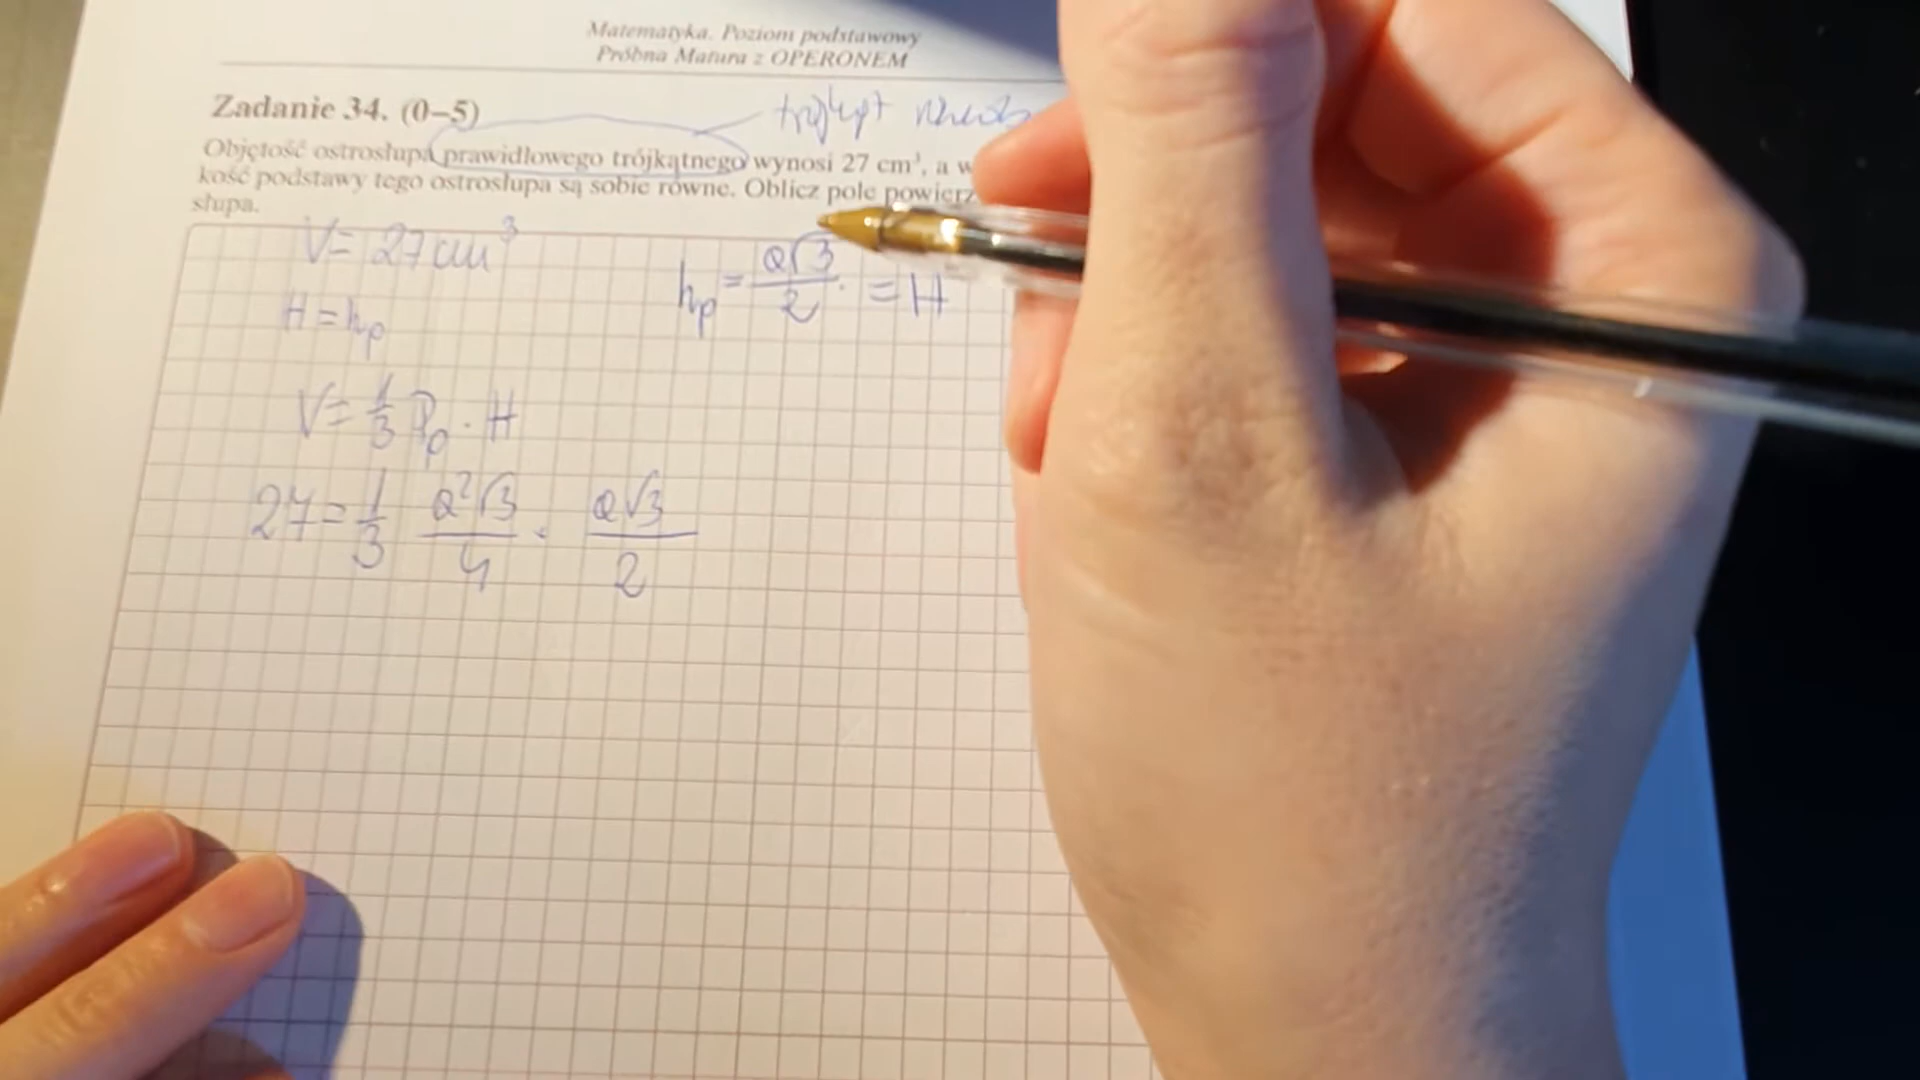 Matematyka. Poziom podstawowy
Próbna Matura z OPERONEM
Zadanie 34. (0–5)
trójkąt
Objętość ostrosłupa prawidłowego trójkątnego wynosi 27 cm³, a w
kość podstawy tego ostrosłupa są sobie równe. Oblicz pole powierz
słupa.
V = 27 cm³
hp = a√3/2 = H
H = hp
V = 1/3 Pp · H
27 = 1/3 a²√3/4 · a√3/2